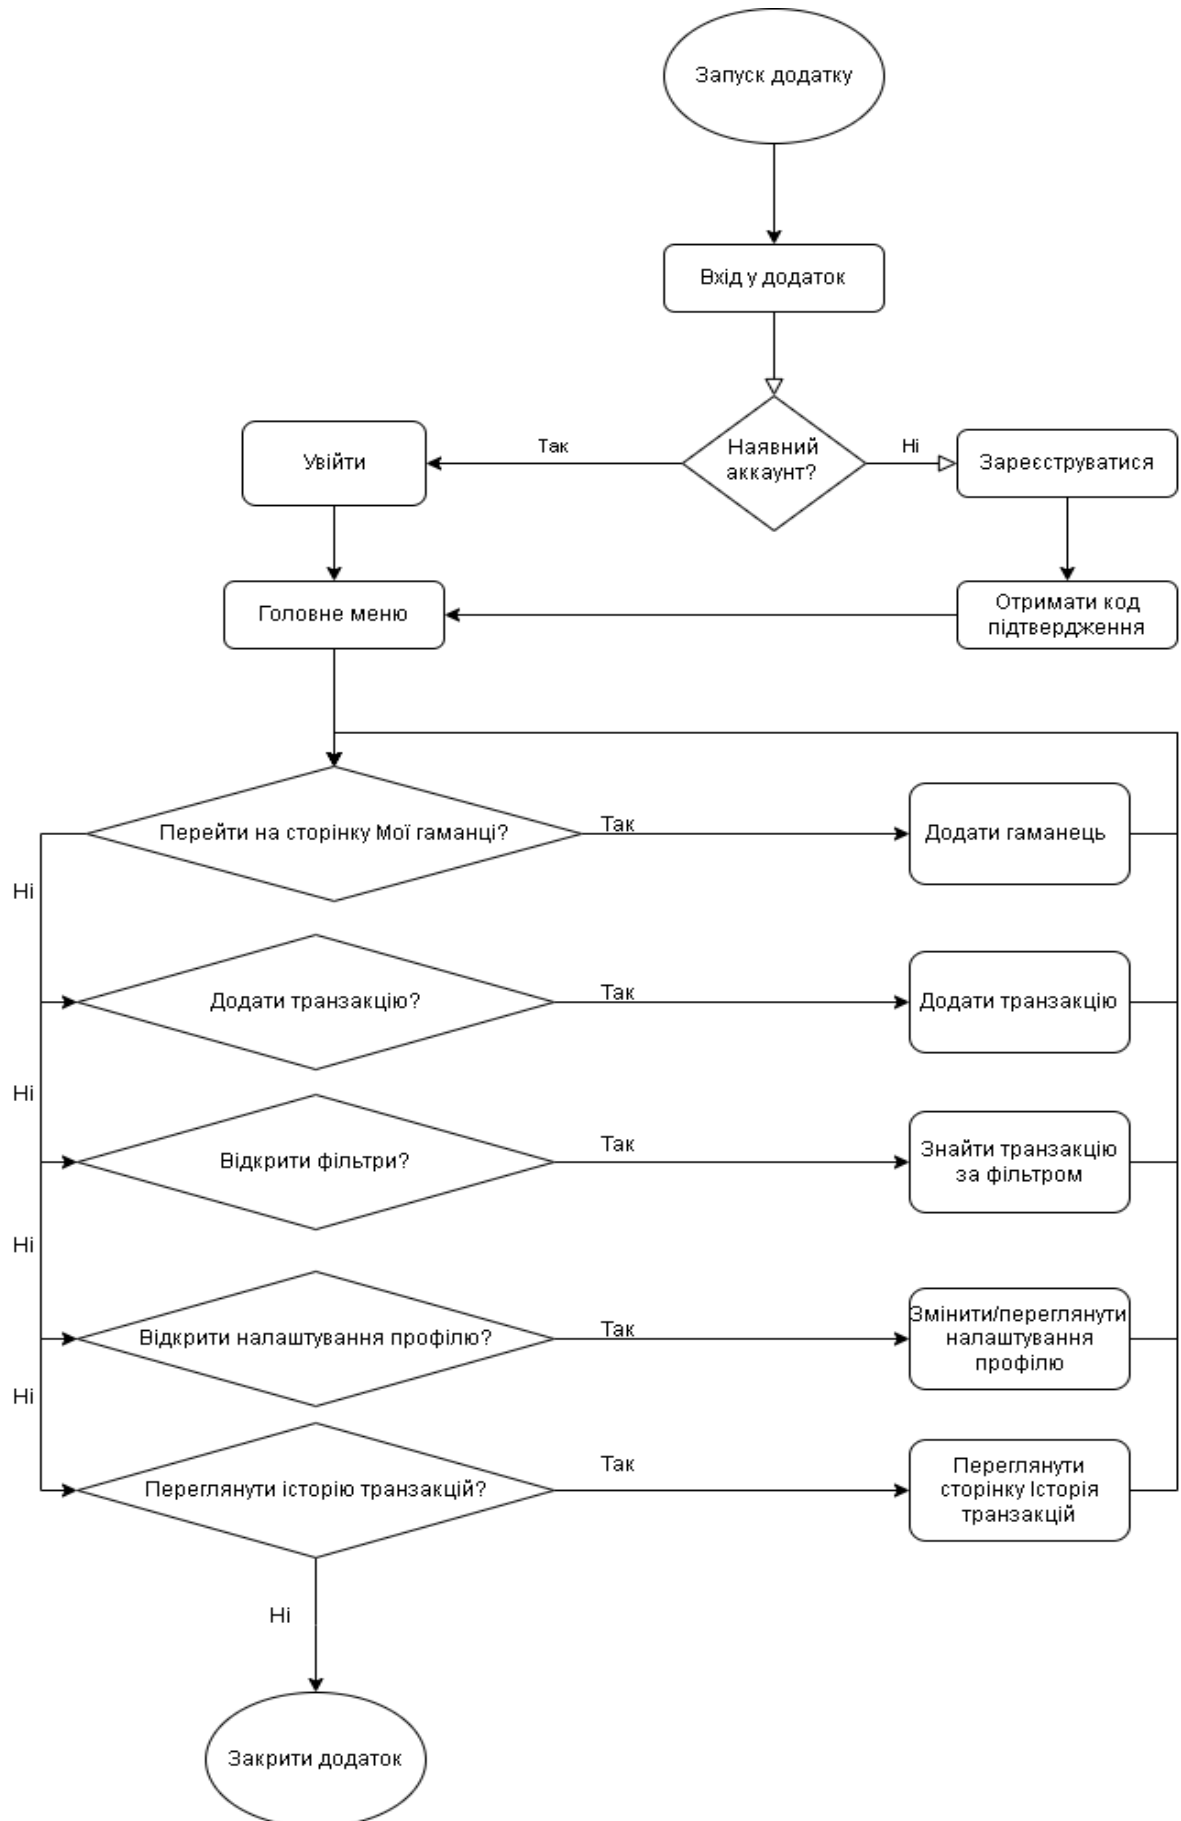 Запуск додатку
Вхід у додаток
Увійти
Так
Наявний
аккаунт?
Ні
Зареєструватися
Головне меню
Отримати код
підтвердження
Перейти на сторінку Мої гаманці?
Так
Додати гаманець
Ні
Додати транзакцію?
Так
Додати транзакцію
Ні
Відкрити фільтри?
Так
Знайти транзакцію
за фільтром
Ні
Відкрити налаштування профілю?
Так
Змінити/переглянути
налаштування
профілю
Ні
Переглянути історію транзакцій?
Так
Переглянути
сторінку Історія
транзакцій
Ні
Закрити додаток